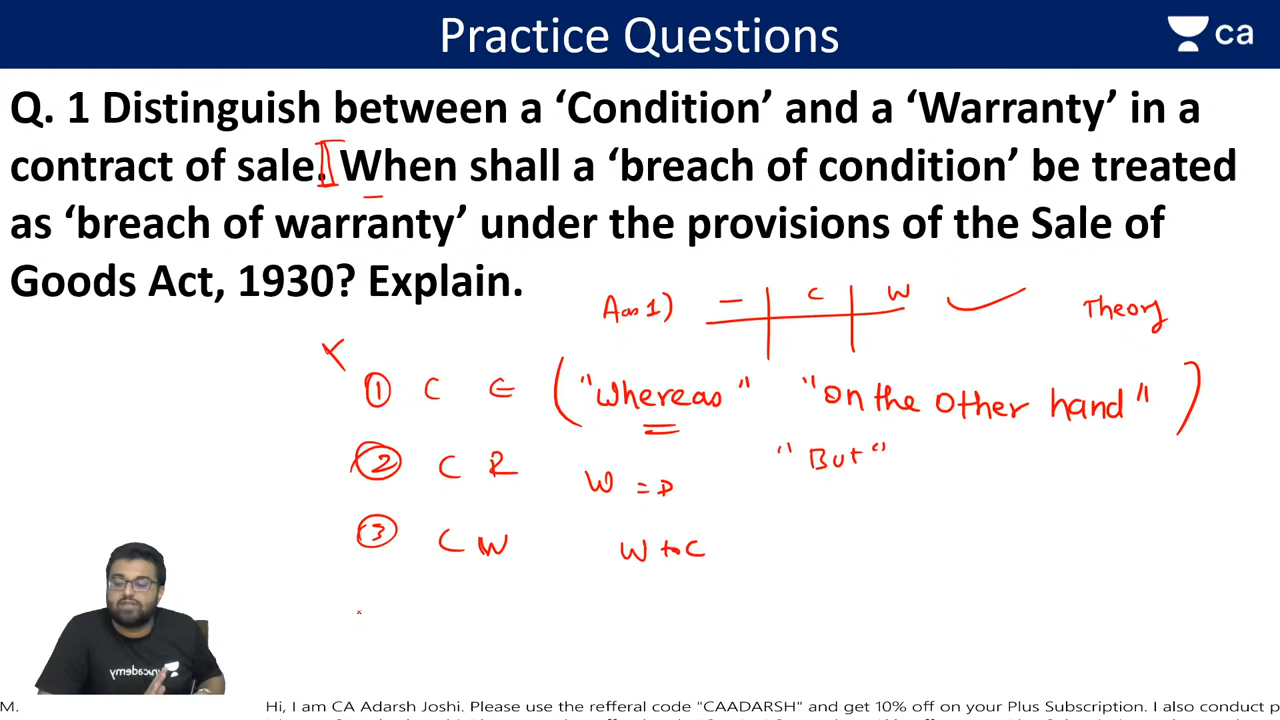 Practice Questions
ca
Q. 1 Distinguish between a ‘Condition’ and a ‘Warranty’ in a
contract of sale. When shall a ‘breach of condition’ be treated
as ‘breach of warranty’ under the provisions of the Sale of
Goods Act, 1930? Explain.
Ans 1) — C W Theory
① C E ("Whereas" "on the other hand")
② C R W = D "But"
③ C W W to C
unacademy
M. Hi, I am CA Adarsh Joshi. Please use the refferal code "CAADARSH" and get 10% off on your Plus Subscription. I also conduct p